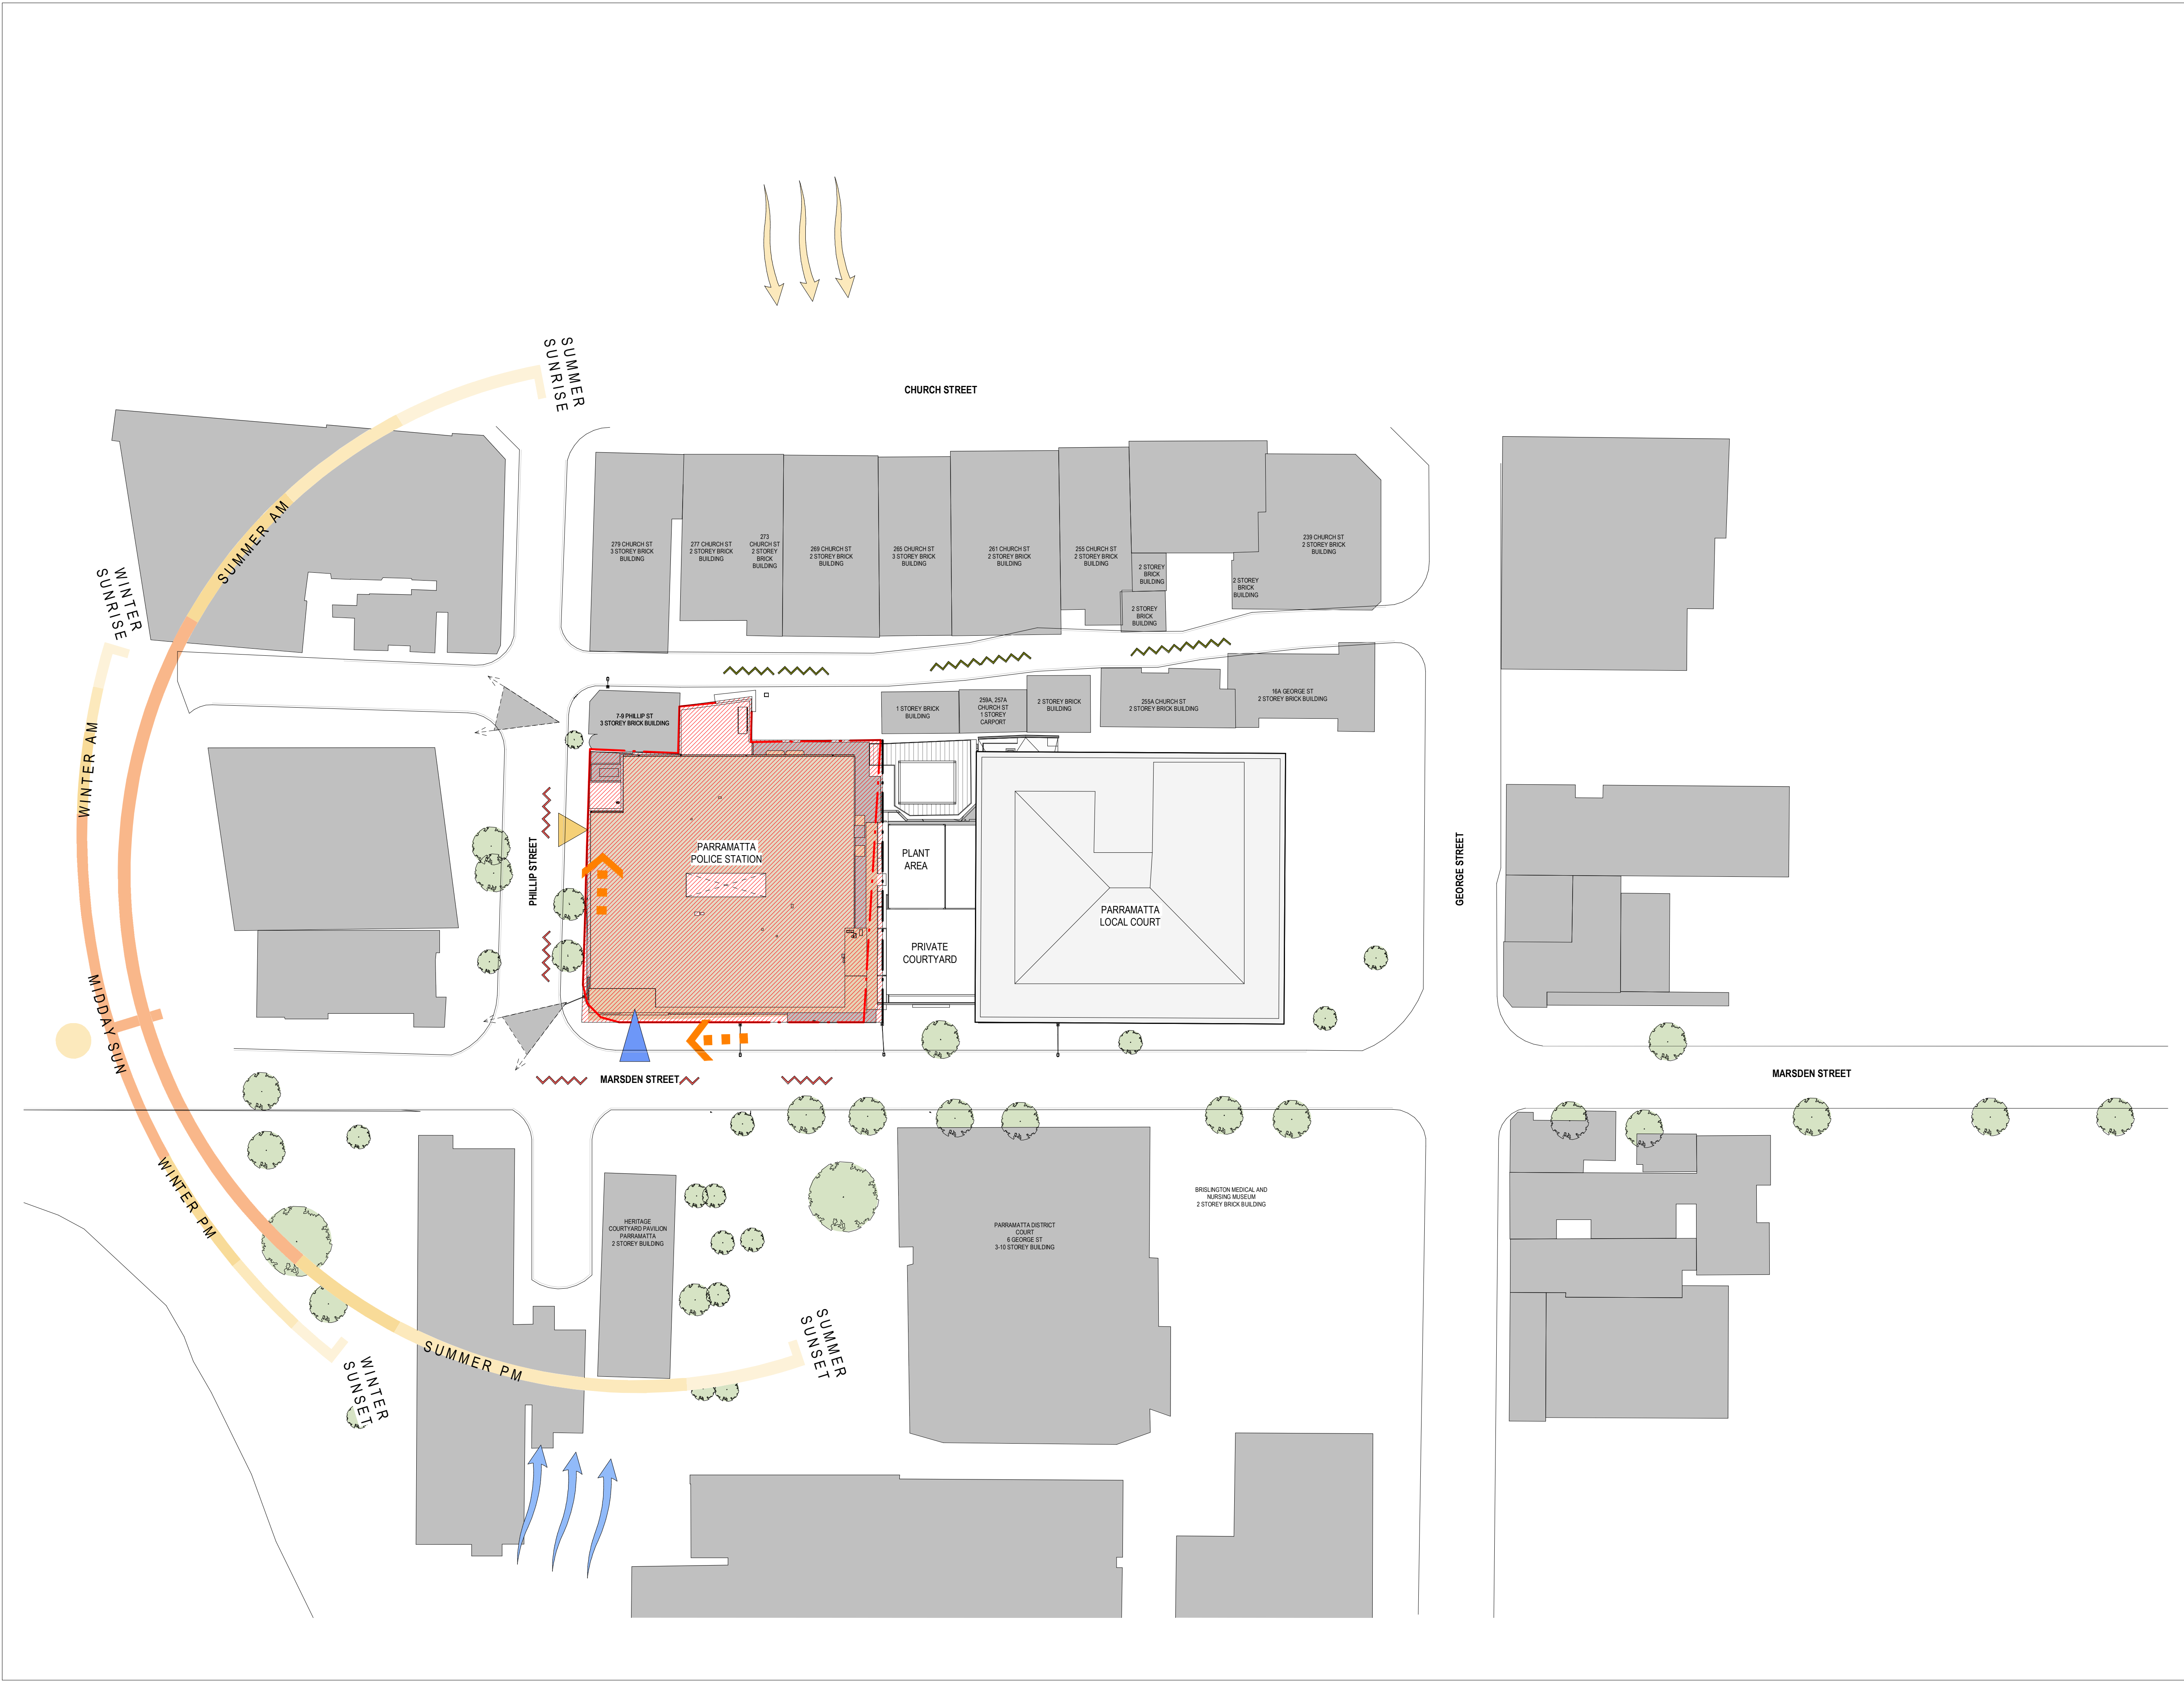 SUMMER
SUNRISE
CHURCH STREET
SUMMER AM
279 CHURCH ST
3 STOREY BRICK
BUILDING
277 CHURCH ST
2 STOREY BRICK
BUILDING
273
CHURCH ST
2 STOREY
BRICK
BUILDING
269 CHURCH ST
2 STOREY BRICK
BUILDING
265 CHURCH ST
3 STOREY BRICK
BUILDING
261 CHURCH ST
2 STOREY BRICK
BUILDING
255 CHURCH ST
2 STOREY BRICK
BUILDING
2 STOREY
BRICK
BUILDING
2 STOREY
BRICK
BUILDING
2 STOREY
BRICK
BUILDING
239 CHURCH ST
2 STOREY BRICK
BUILDING
WINTER
SUNRISE
7-9 PHILLIP ST
3 STOREY BRICK BUILDING
1 STOREY BRICK
BUILDING
259A, 257A
CHURCH ST
1 STOREY
CARPORT
2 STOREY BRICK
BUILDING
255A CHURCH ST
2 STOREY BRICK BUILDING
16A GEORGE ST
2 STOREY BRICK BUILDING
WINTER AM
PHILLIP STREET
PARRAMATTA
POLICE STATION
PLANT
AREA
PRIVATE
COURTYARD
PARRAMATTA
LOCAL COURT
GEORGE STREET
MIDDAY SUN
MARSDEN STREET
MARSDEN STREET
WINTER PM
HERITAGE
COURTYARD PAVILION
PARRAMATTA
2 STOREY BUILDING
PARRAMATTA DISTRICT
COURT
6 GEORGE ST
3-10 STOREY BUILDING
BRISLINGTON MEDICAL AND
NURSING MUSEUM
2 STOREY BRICK BUILDING
SUMMER PM
SUMMER
SUNSET
WINTER
SUNSET